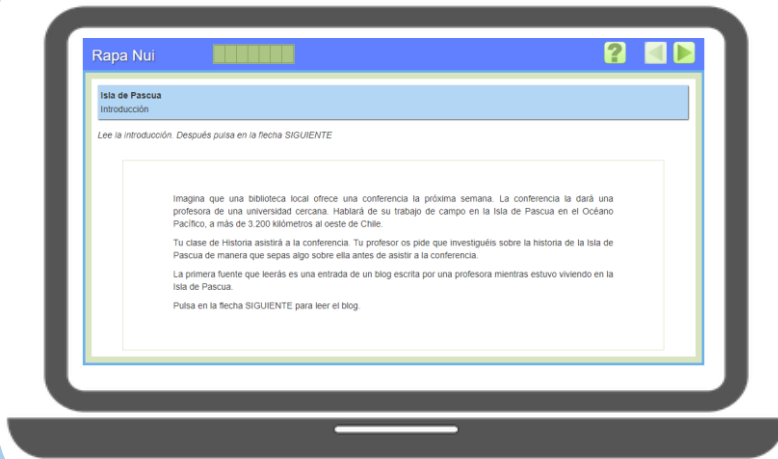 Rapa Nui
?
Isla de Pascua
Introducción
Lee la introducción. Después pulsa en la flecha SIGUIENTE
Imagina que una biblioteca local ofrece una conferencia la próxima semana. La conferencia la dará una
profesora de una universidad cercana. Hablará de su trabajo de campo en la Isla de Pascua en el Océano
Pacífico, a más de 3.200 kilómetros al oeste de Chile.
Tu clase de Historia asistirá a la conferencia. Tu profesor os pide que investiguéis sobre la historia de la Isla de
Pascua de manera que sepas algo sobre ella antes de asistir a la conferencia.
La primera fuente que leerás es una entrada de un blog escrita por una profesora mientras estuvo viviendo en la
Isla de Pascua.
Pulsa en la flecha SIGUIENTE para leer el blog.